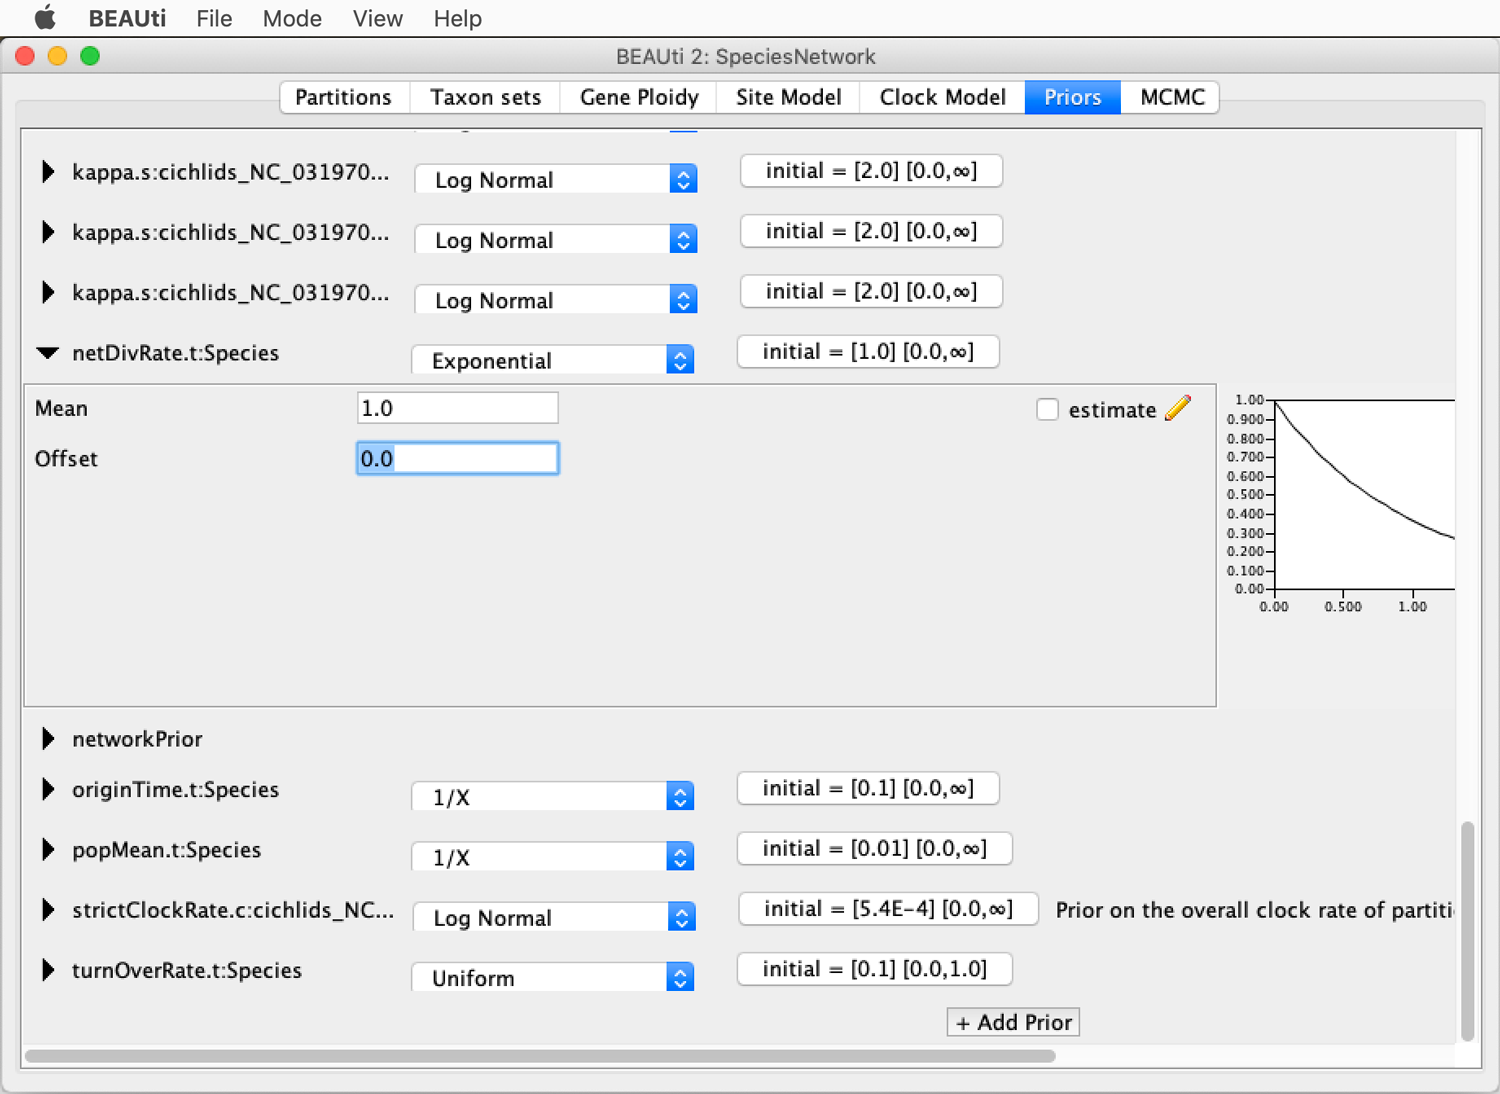 BEAUti File Mode View Help
BEAUti 2: SpeciesNetwork
Partitions Taxon sets Gene Ploidy Site Model Clock Model Priors MCMC
kappa.s:cichlids_NC_031970... Log Normal initial = [2.0] [0.0,∞]
kappa.s:cichlids_NC_031970... Log Normal initial = [2.0] [0.0,∞]
kappa.s:cichlids_NC_031970... Log Normal initial = [2.0] [0.0,∞]
netDivRate.t:Species Exponential initial = [1.0] [0.0,∞]
Mean 1.0 estimate
Offset 0.0
1.00
0.900
0.800
0.700
0.600
0.500
0.400
0.300
0.200
0.100
0.00
0.00 0.500 1.00
networkPrior
originTime.t:Species 1/X initial = [0.1] [0.0,∞]
popMean.t:Species 1/X initial = [0.01] [0.0,∞]
strictClockRate.c:cichlids_NC... Log Normal initial = [5.4E-4] [0.0,∞] Prior on the overall clock rate of partiti
turnOverRate.t:Species Uniform initial = [0.1] [0.0,1.0]
+ Add Prior